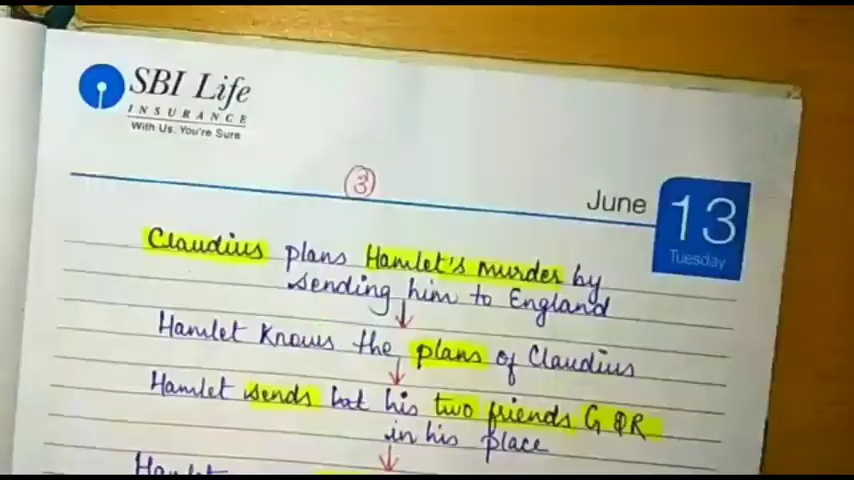 SBI Life
INSURANCE
With Us, You're Sure
3
June
13
Tuesday
Claudius plans Hamlet's murder by
sending him to England
Hamlet Knows the plans of Claudius
Hamlet sends bat his two friends G & R
in his place
Hamlet